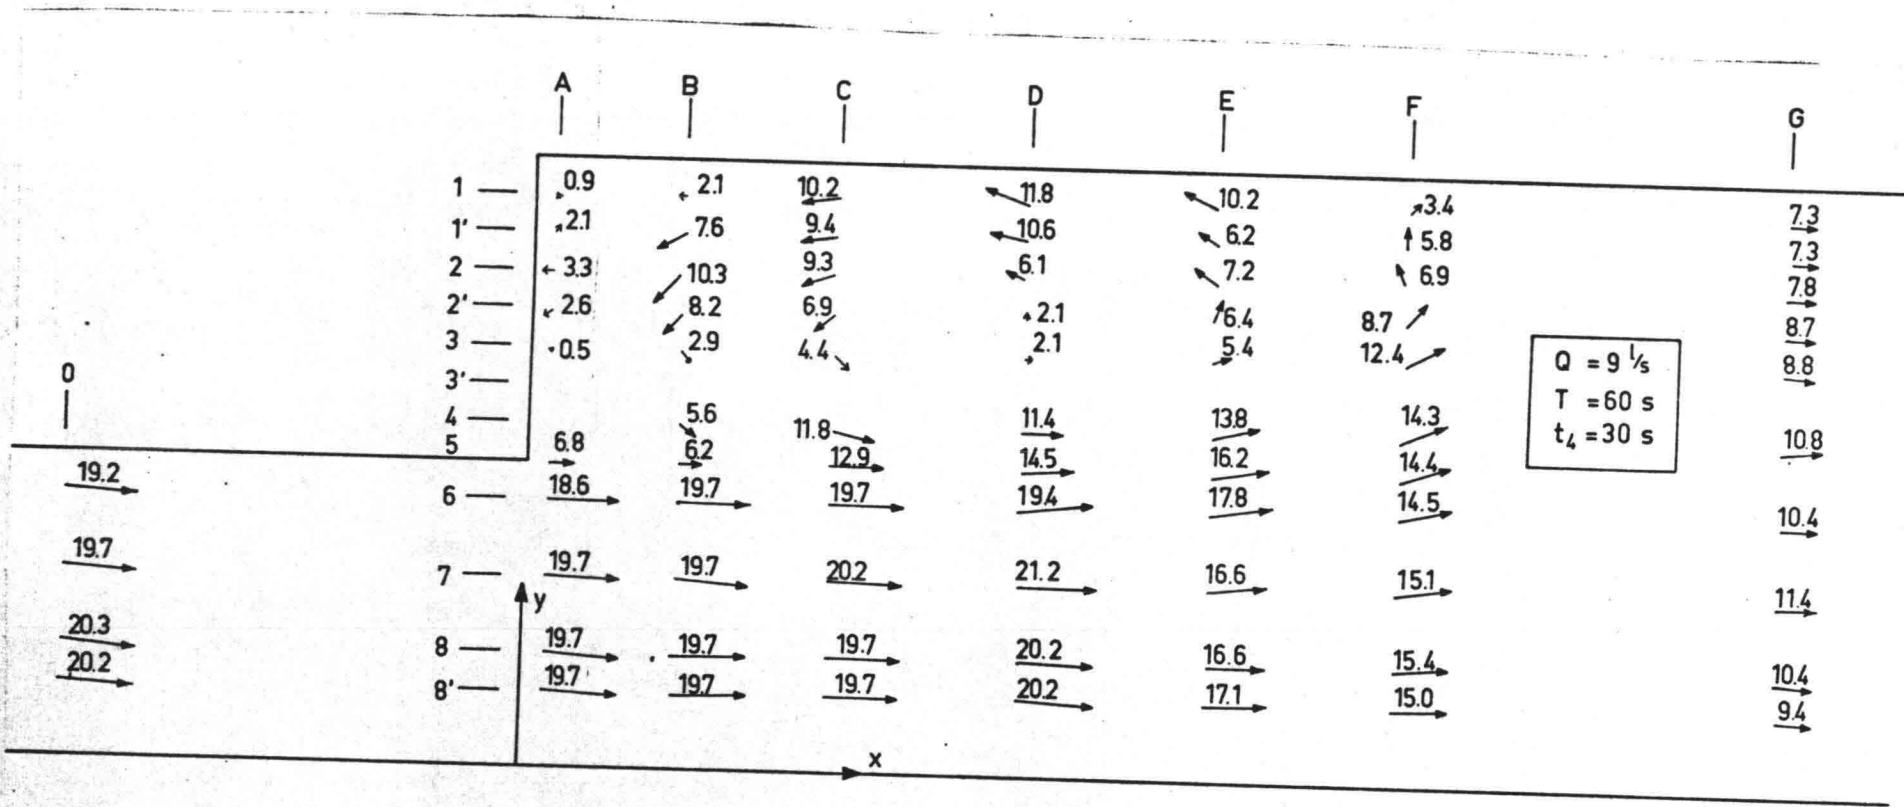 A B C D E F G
1 0.9 2.1 10.2 11.8 10.2 3.4 7.3
1' 2.1 7.6 9.4 10.6 6.2 5.8 7.3
2 3.3 10.3 9.3 6.1 7.2 6.9 7.8
2' 2.6 8.2 6.9 2.1 6.4 8.7 8.7
3 0.5 2.9 4.4 2.1 5.4 12.4 8.8
Q = 9 l/s
T = 60 s
t₄ = 30 s
0 3'
4 5.6 11.8 11.4 13.8 14.3 10.8
5 6.8 6.2 12.9 14.5 16.2 14.4
19.2 6 18.6 19.7 19.7 19.4 17.8 14.5 10.4
19.7 7 19.7 19.7 20.2 21.2 16.6 15.1 11.4
y
20.3 8 19.7 19.7 19.7 20.2 16.6 15.4 10.4
20.2 8' 19.7 19.7 19.7 20.2 17.1 15.0 9.4
x